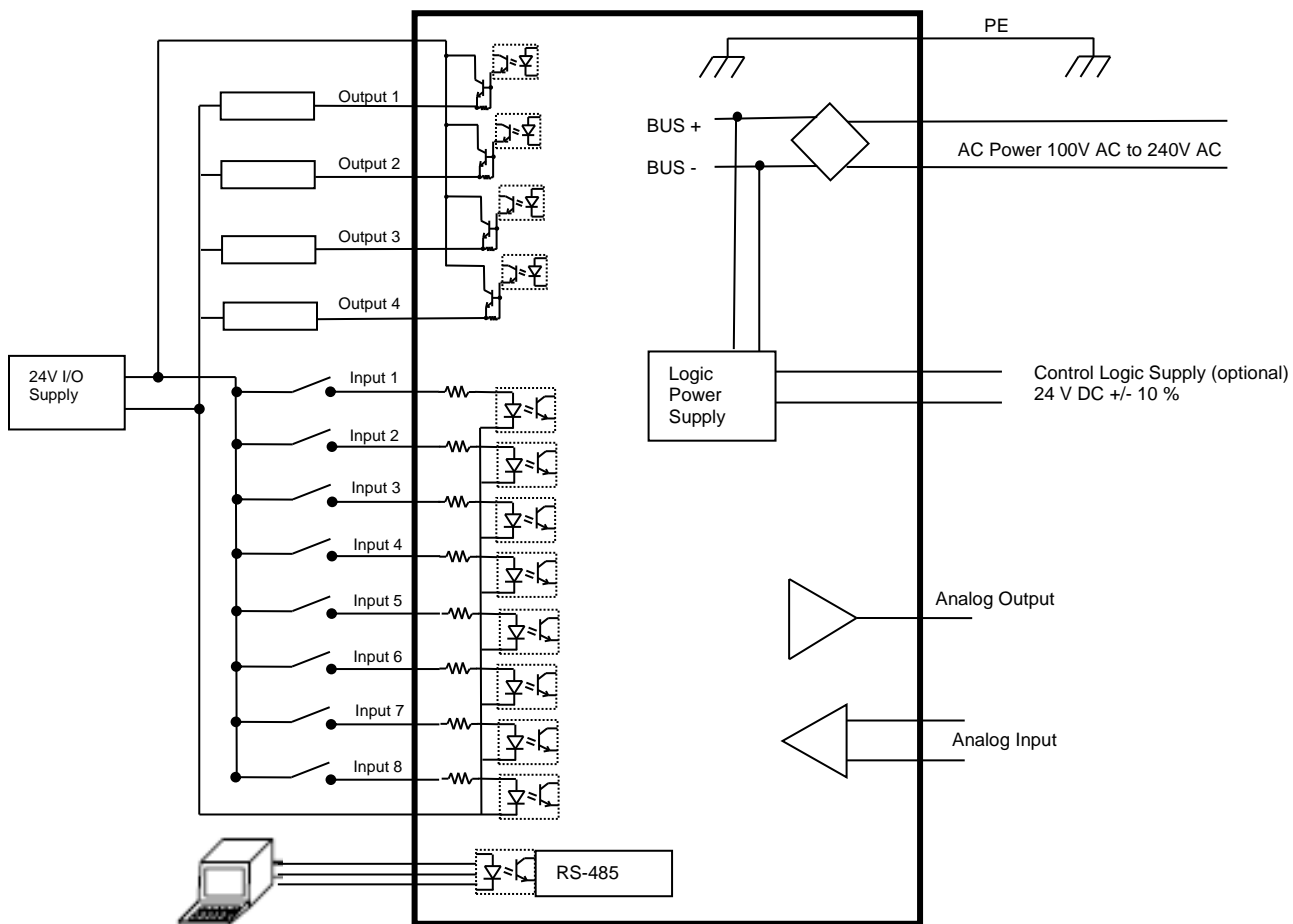 PE
Output 1
BUS +
AC Power 100V AC to 240V AC
BUS -
Output 2
Output 3
Output 4
24V I/O
Supply
Input 1
Logic
Power
Supply
Control Logic Supply (optional)
24 V DC +/- 10 %
Input 2
Input 3
Input 4
Input 5
Analog Output
Input 6
Input 7
Analog Input
Input 8
RS-485